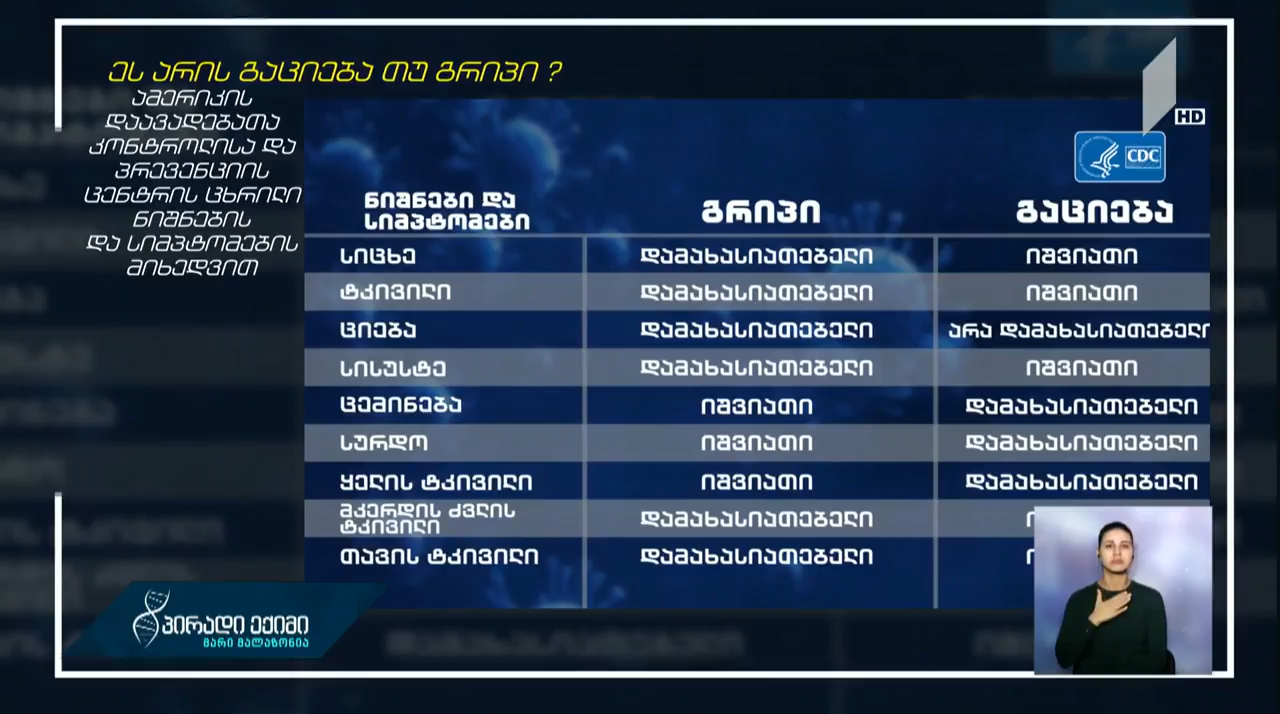 ეს არის გაციება თუ გრიპი ?
ამერიკის
დაავადებათა
კონტროლისა და
პრევენციის
ცენტრის ცხრილი
ნიშნების
და სიმპტომების
მიხედვით
HD
CDC
ნიშნები და სიმპტომები გრიპი გაციება
სიცხე დამახასიათებელი იშვიათი
ტკივილი დამახასიათებელი იშვიათი
ციება დამახასიათებელი არა დამახასიათებელი
სისუსტე დამახასიათებელი იშვიათი
ცემინება იშვიათი დამახასიათებელი
სურდო იშვიათი დამახასიათებელი
ყელის ტკივილი იშვიათი დამახასიათებელი
მკერდის ძვლის ტკივილი დამახასიათებელი
თავის ტკივილი დამახასიათებელი
პირადი ექიმი
მარი მალაზონია